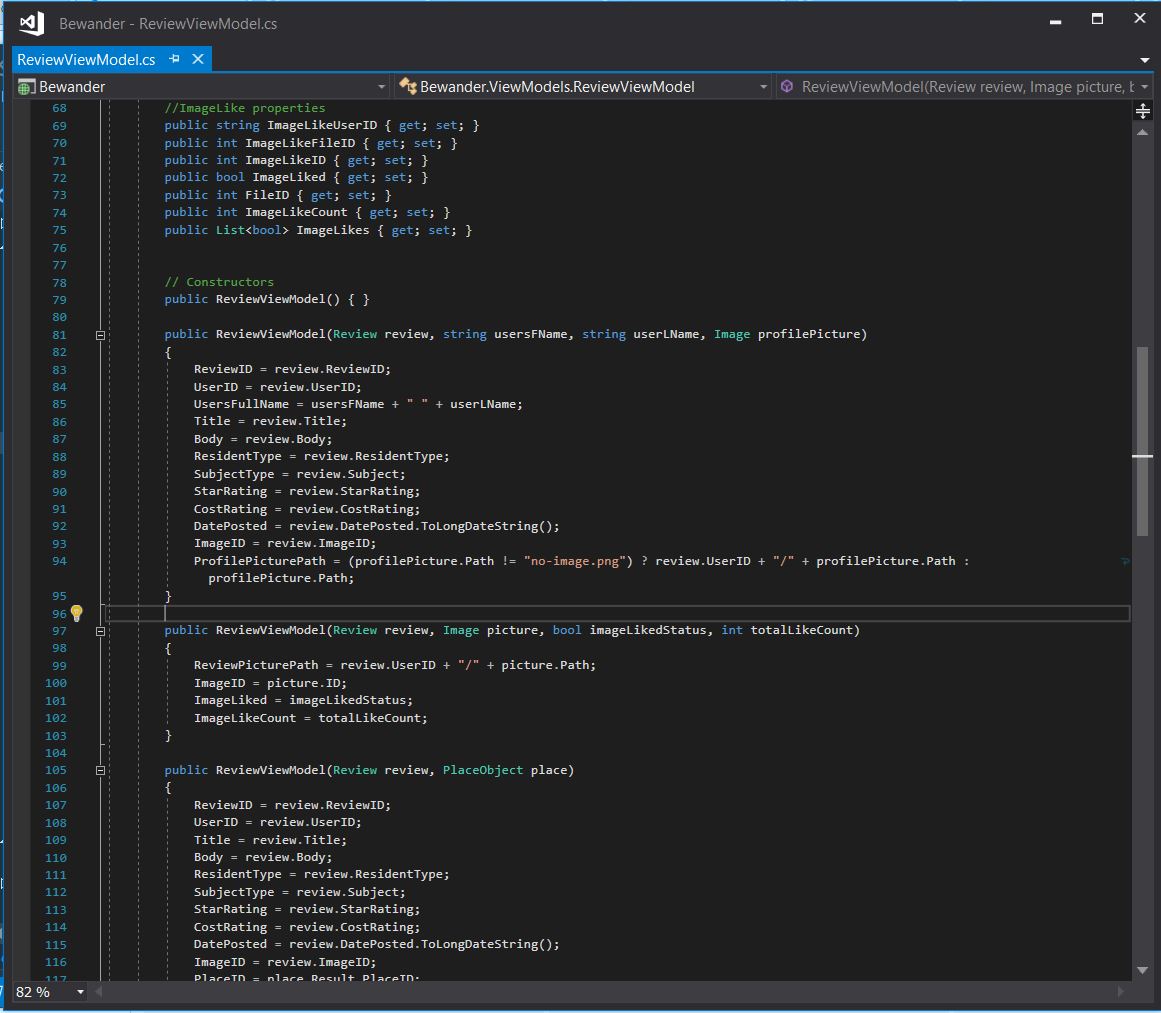 Bewander - ReviewViewModel.cs
ReviewViewModel.cs
Bewander Bewander.ViewModels.ReviewViewModel ReviewViewModel(Review review, Image picture, b
68 //ImageLike properties
69 public string ImageLikeUserID { get; set; }
70 public int ImageLikeFileID { get; set; }
71 public int ImageLikeID { get; set; }
72 public bool ImageLiked { get; set; }
73 public int FileID { get; set; }
74 public int ImageLikeCount { get; set; }
75 public List<bool> ImageLikes { get; set; }
76
77
78 // Constructors
79 public ReviewViewModel() { }
80
81 public ReviewViewModel(Review review, string usersFName, string userLName, Image profilePicture)
82 {
83 ReviewID = review.ReviewID;
84 UserID = review.UserID;
85 UsersFullName = usersFName + " " + userLName;
86 Title = review.Title;
87 Body = review.Body;
88 ResidentType = review.ResidentType;
89 SubjectType = review.Subject;
90 StarRating = review.StarRating;
91 CostRating = review.CostRating;
92 DatePosted = review.DatePosted.ToLongDateString();
93 ImageID = review.ImageID;
94 ProfilePicturePath = (profilePicture.Path != "no-image.png") ? review.UserID + "/" + profilePicture.Path :
profilePicture.Path;
95 }
96
97 public ReviewViewModel(Review review, Image picture, bool imageLikedStatus, int totalLikeCount)
98 {
99 ReviewPicturePath = review.UserID + "/" + picture.Path;
100 ImageID = picture.ID;
101 ImageLiked = imageLikedStatus;
102 ImageLikeCount = totalLikeCount;
103 }
104
105 public ReviewViewModel(Review review, PlaceObject place)
106 {
107 ReviewID = review.ReviewID;
108 UserID = review.UserID;
109 Title = review.Title;
110 Body = review.Body;
111 ResidentType = review.ResidentType;
112 SubjectType = review.Subject;
113 StarRating = review.StarRating;
114 CostRating = review.CostRating;
115 DatePosted = review.DatePosted.ToLongDateString();
116 ImageID = review.ImageID;
117 PlaceID = place.Result.PlaceID;
82 %